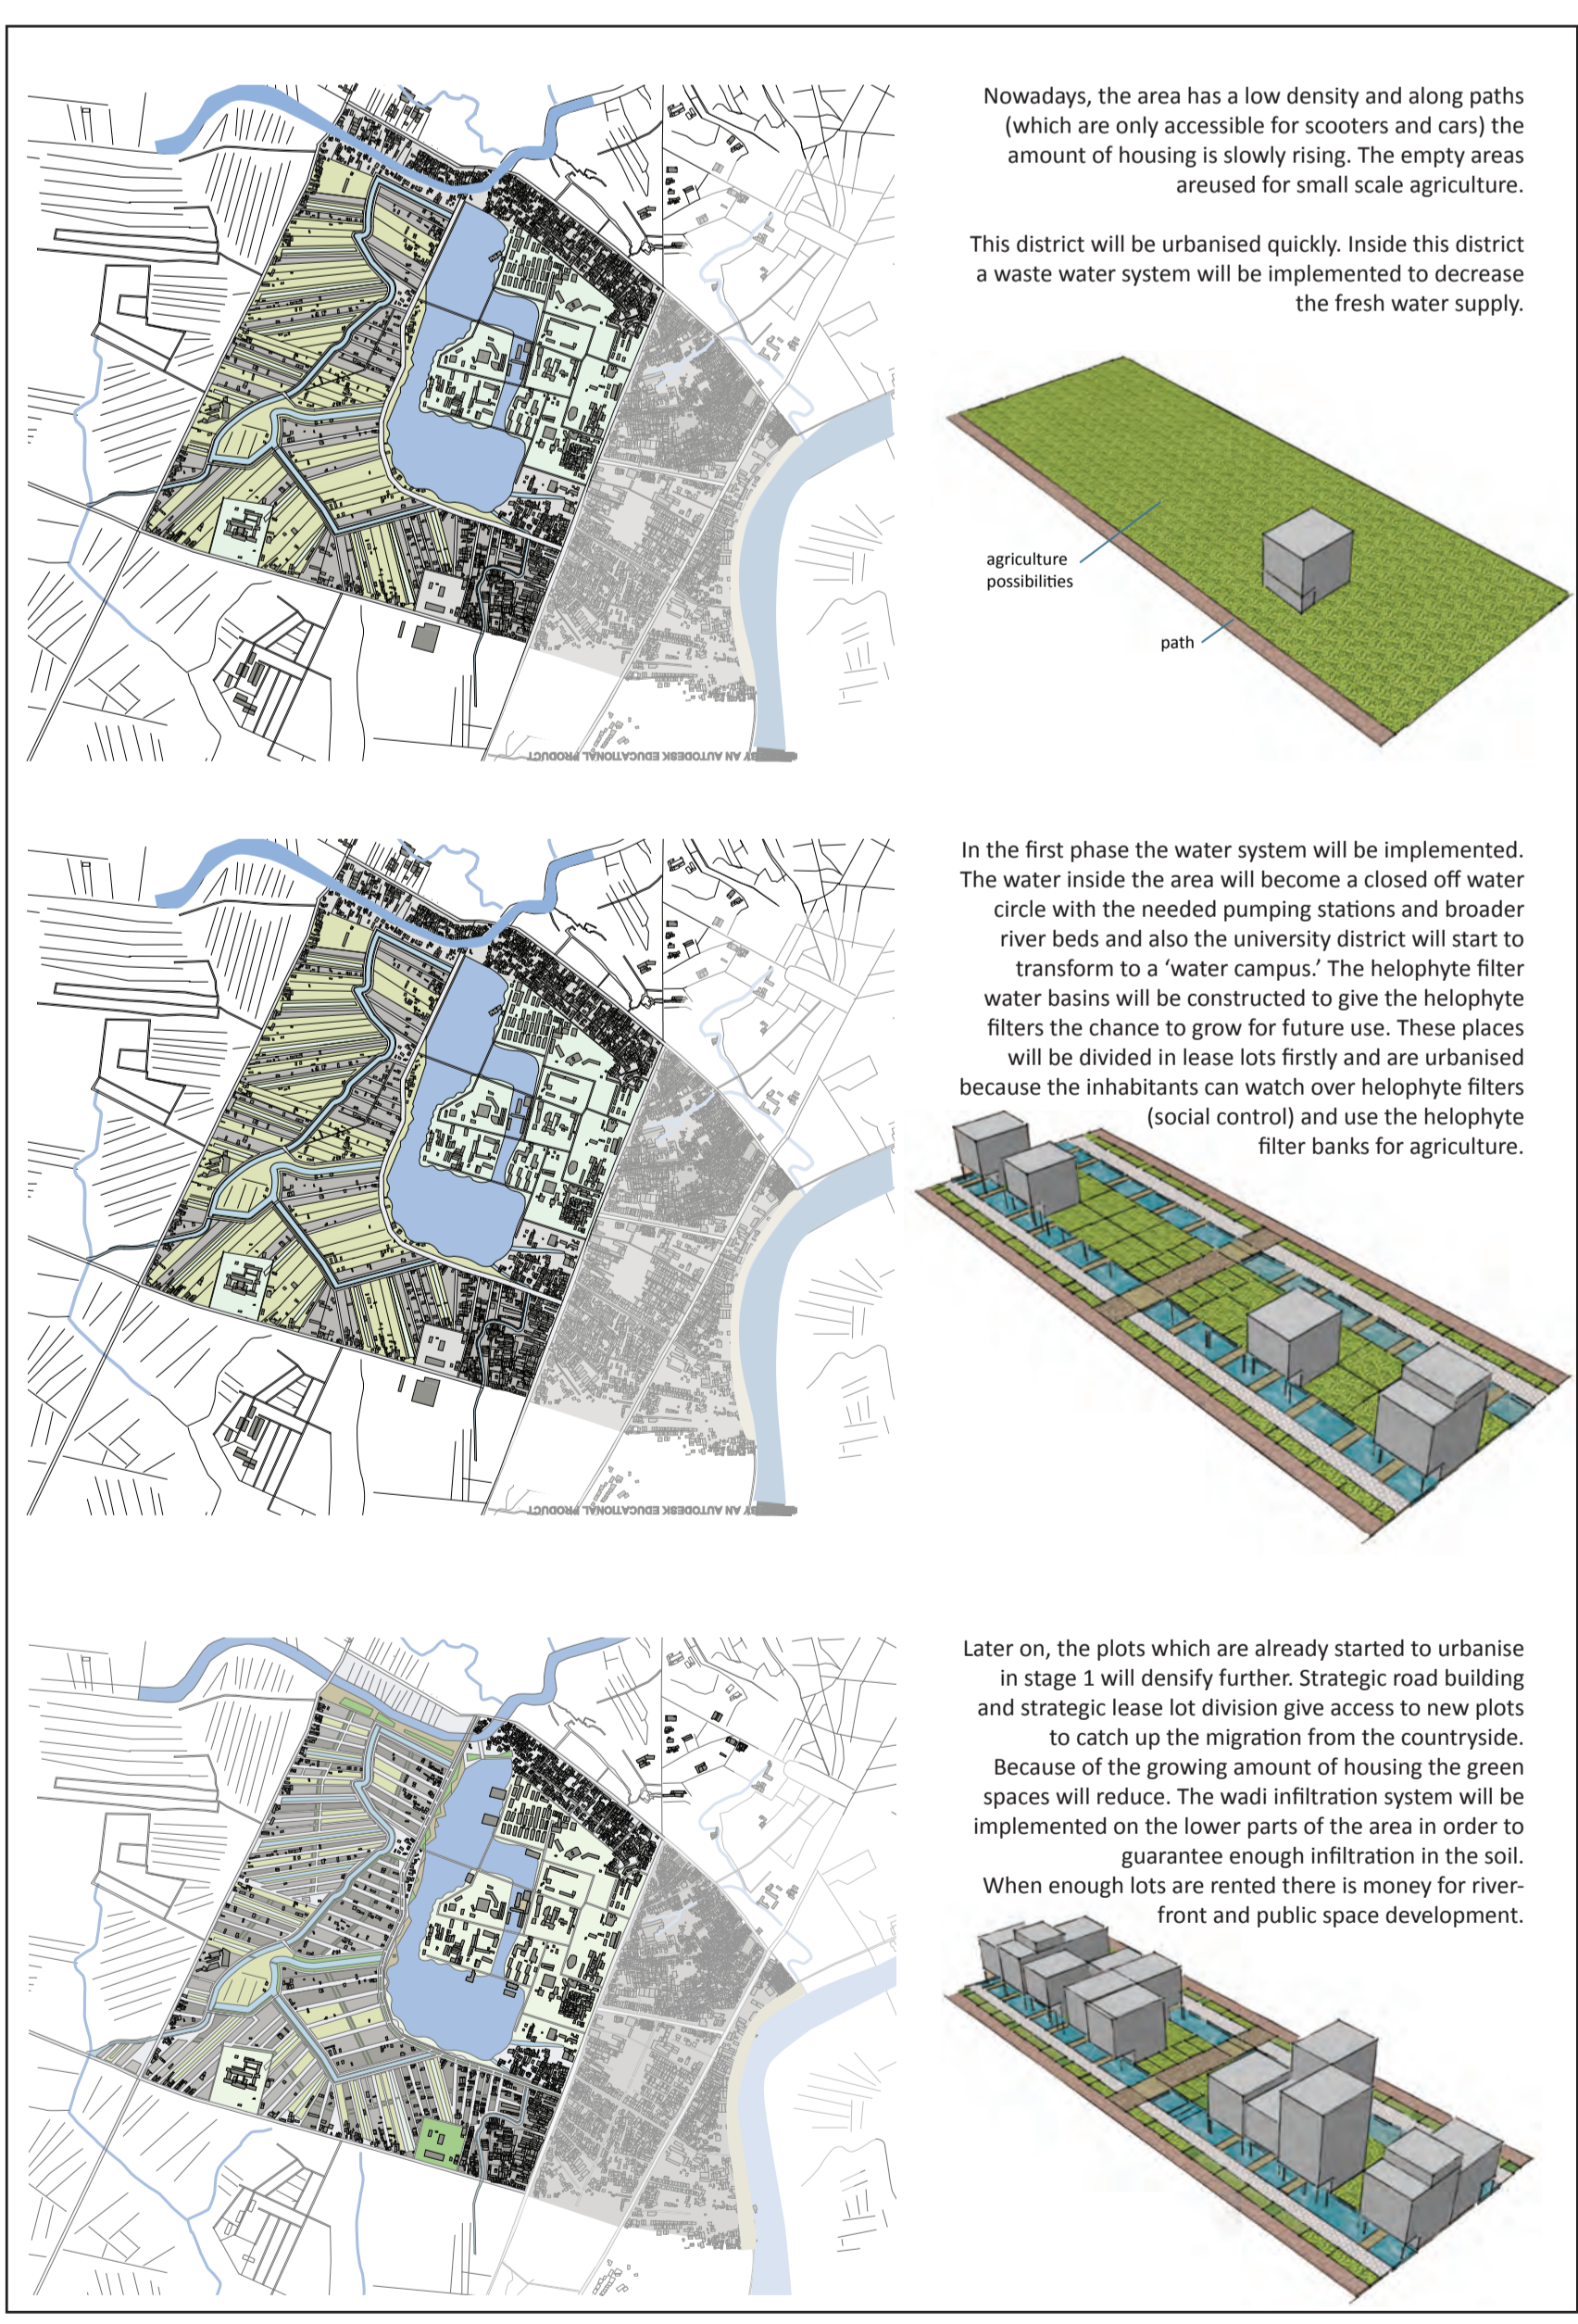 Nowadays, the area has a low density and along paths
(which are only accessible for scooters and cars) the
amount of housing is slowly rising. The empty areas
areused for small scale agriculture.
This district will be urbanised quickly. Inside this district
a waste water system will be implemented to decrease
the fresh water supply.
agriculture
possibilities
path
BY AN AUTODESK EDUCATIONAL PRODUCT
In the first phase the water system will be implemented.
The water inside the area will become a closed off water
circle with the needed pumping stations and broader
river beds and also the university district will start to
transform to a ‘water campus.’ The helophyte filter
water basins will be constructed to give the helophyte
filters the chance to grow for future use. These places
will be divided in lease lots firstly and are urbanised
because the inhabitants can watch over helophyte filters
(social control) and use the helophyte
filter banks for agriculture.
BY AN AUTODESK EDUCATIONAL PRODUCT
Later on, the plots which are already started to urbanise
in stage 1 will densify further. Strategic road building
and strategic lease lot division give access to new plots
to catch up the migration from the countryside.
Because of the growing amount of housing the green
spaces will reduce. The wadi infiltration system will be
implemented on the lower parts of the area in order to
guarantee enough infiltration in the soil.
When enough lots are rented there is money for river-
front and public space development.